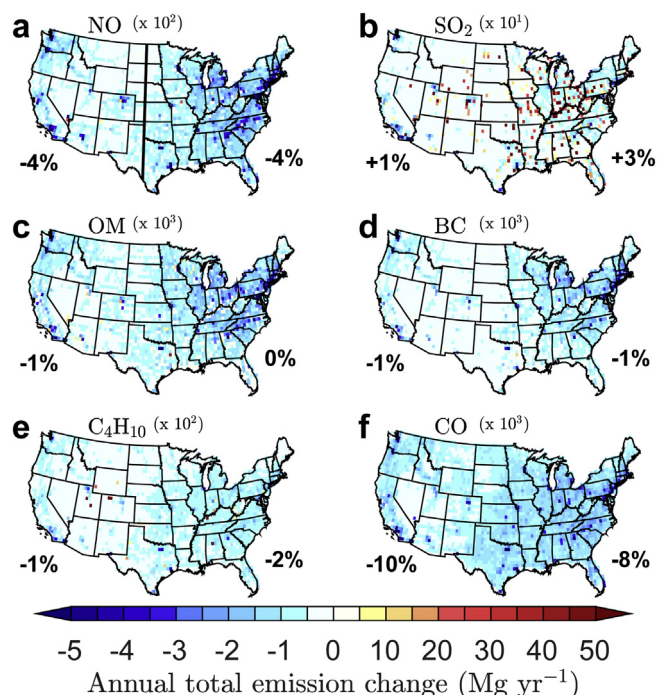 a NO (x 10²)
-4% -4%
b SO₂ (x 10¹)
+1% +3%
c OM (x 10³)
-1% 0%
d BC (x 10³)
-1% -1%
e C₄H₁₀ (x 10²)
-1% -2%
f CO (x 10³)
-10% -8%
-5 -4 -3 -2 -1 0 10 20 30 40 50
Annual total emission change (Mg yr⁻¹)